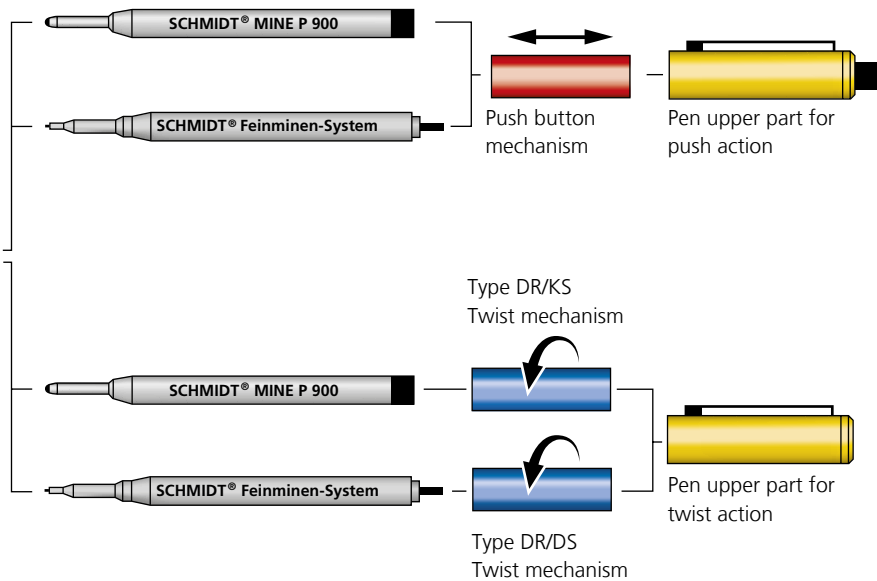 SCHMIDT® MINE P 900
SCHMIDT® Feinminen-System
Push button
mechanism
Pen upper part for
push action
Type DR/KS
Twist mechanism
SCHMIDT® MINE P 900
SCHMIDT® Feinminen-System
Pen upper part for
twist action
Type DR/DS
Twist mechanism